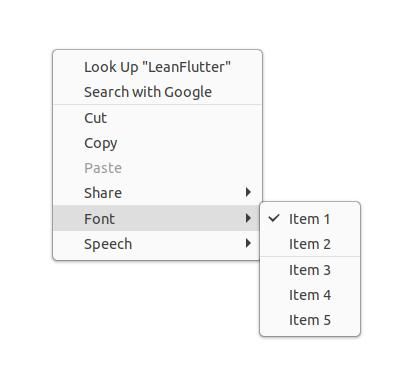 Look Up "LeanFlutter"
Search with Google
Cut
Copy
Paste
Share
Font
Speech
Item 1
Item 2
Item 3
Item 4
Item 5